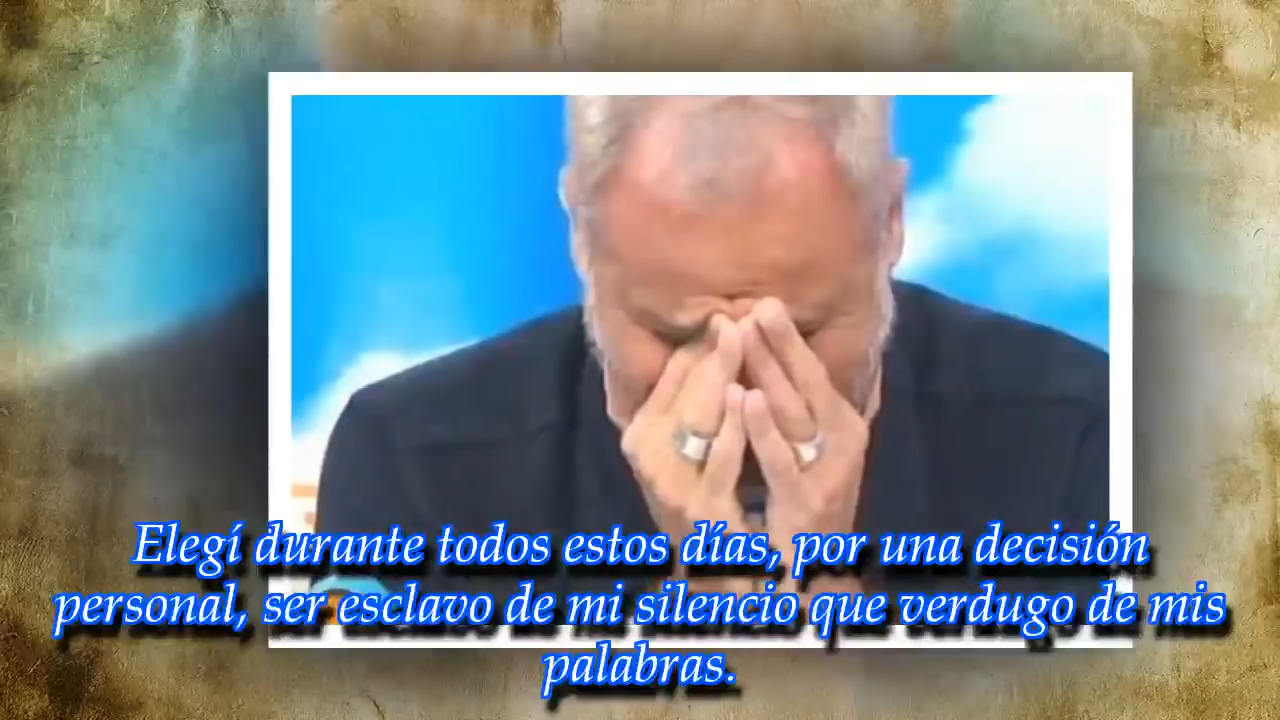 Elegí durante todos estos días, por una decisión
personal, ser esclavo de mi silencio que verdugo de mis
palabras.